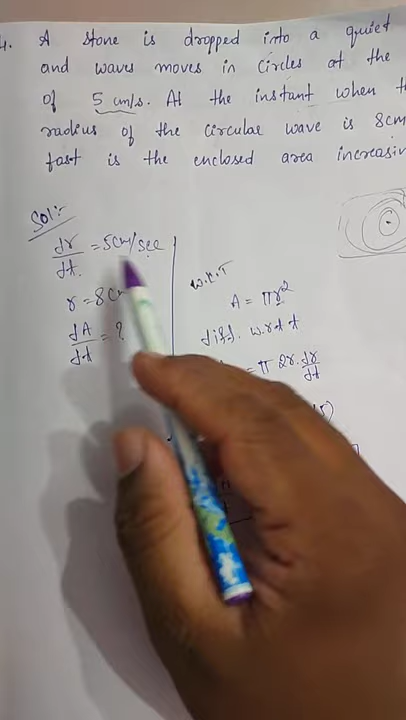 4. A stone is dropped into a quiet
and waves moves in circles at the
of 5 cm/s. At the instant when
radius of the circular wave is 8cm
fast is the enclosed area increasin
Sol:-
dr/dt = 5cm/sec
r = 8
dA/dt = ?
w.k.T
A = πr²
diff. w.r.t t
= π 2r. dr/dt